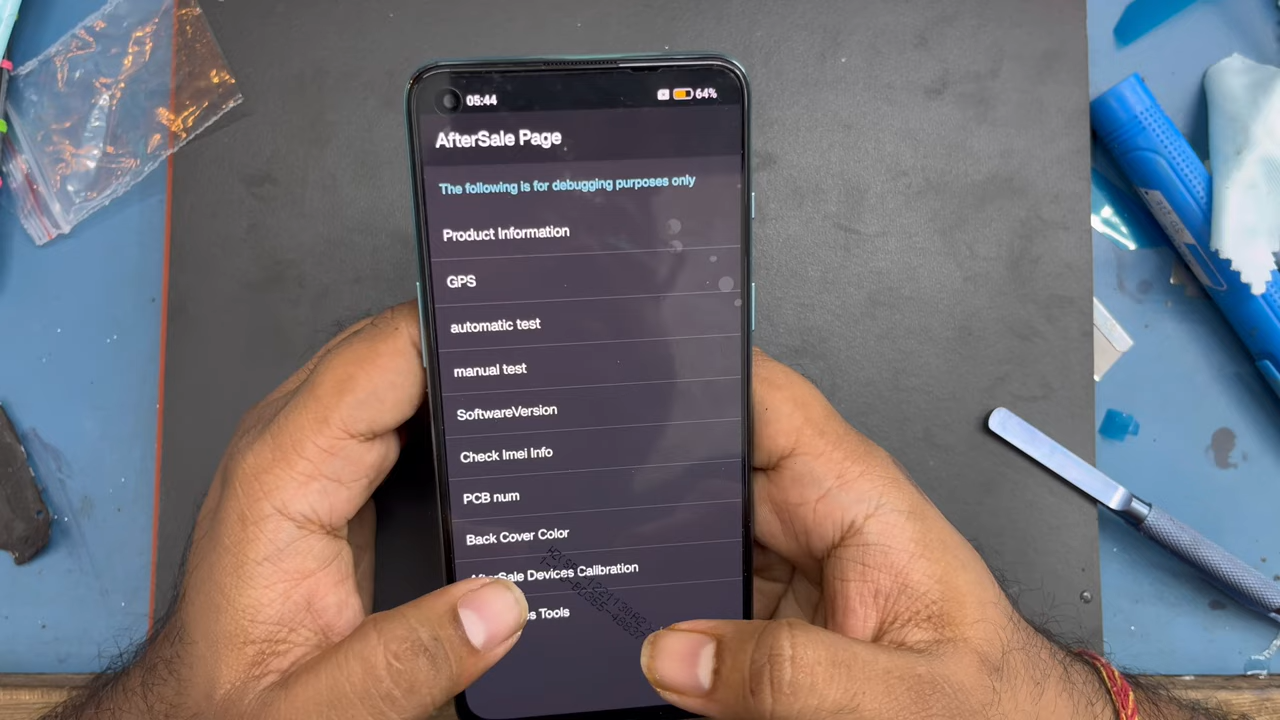 05:44
64%
AfterSale Page
The following is for debugging purposes only
Product Information
GPS
automatic test
manual test
SoftwareVersion
Check Imei Info
PCB num
Back Cover Color
AfterSale Devices Calibration
Tools